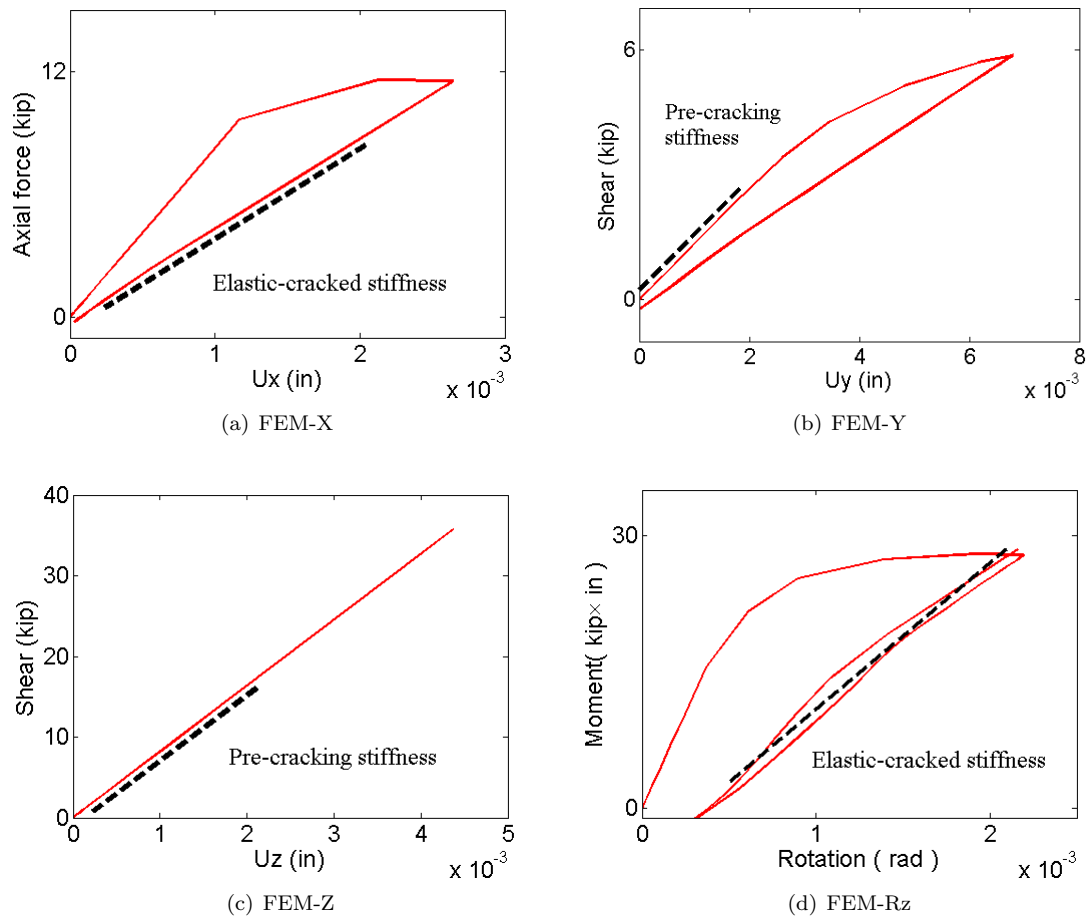 12
0
Axial force (kip)
Elastic-cracked stiffness
0 1 2 3
Ux (in)
x 10⁻³
(a) FEM-X
6
0
Shear (kip)
Pre-cracking
stiffness
0 2 4 6 8
Uy (in)
x 10⁻³
(b) FEM-Y
40
30
20
10
0
Shear (kip)
Pre-cracking stiffness
0 1 2 3 4 5
Uz (in)
x 10⁻³
(c) FEM-Z
30
0
Moment( kip× in )
Elastic-cracked stiffness
0 1 2
Rotation ( rad )
x 10⁻³
(d) FEM-Rz